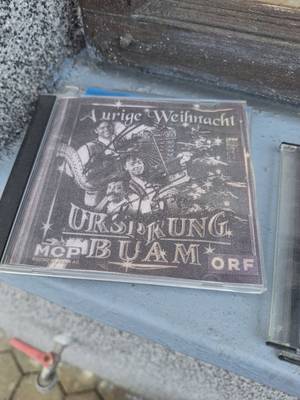 A urige Weihnacht
URSPRUNG
BUAM
MCP
ORF